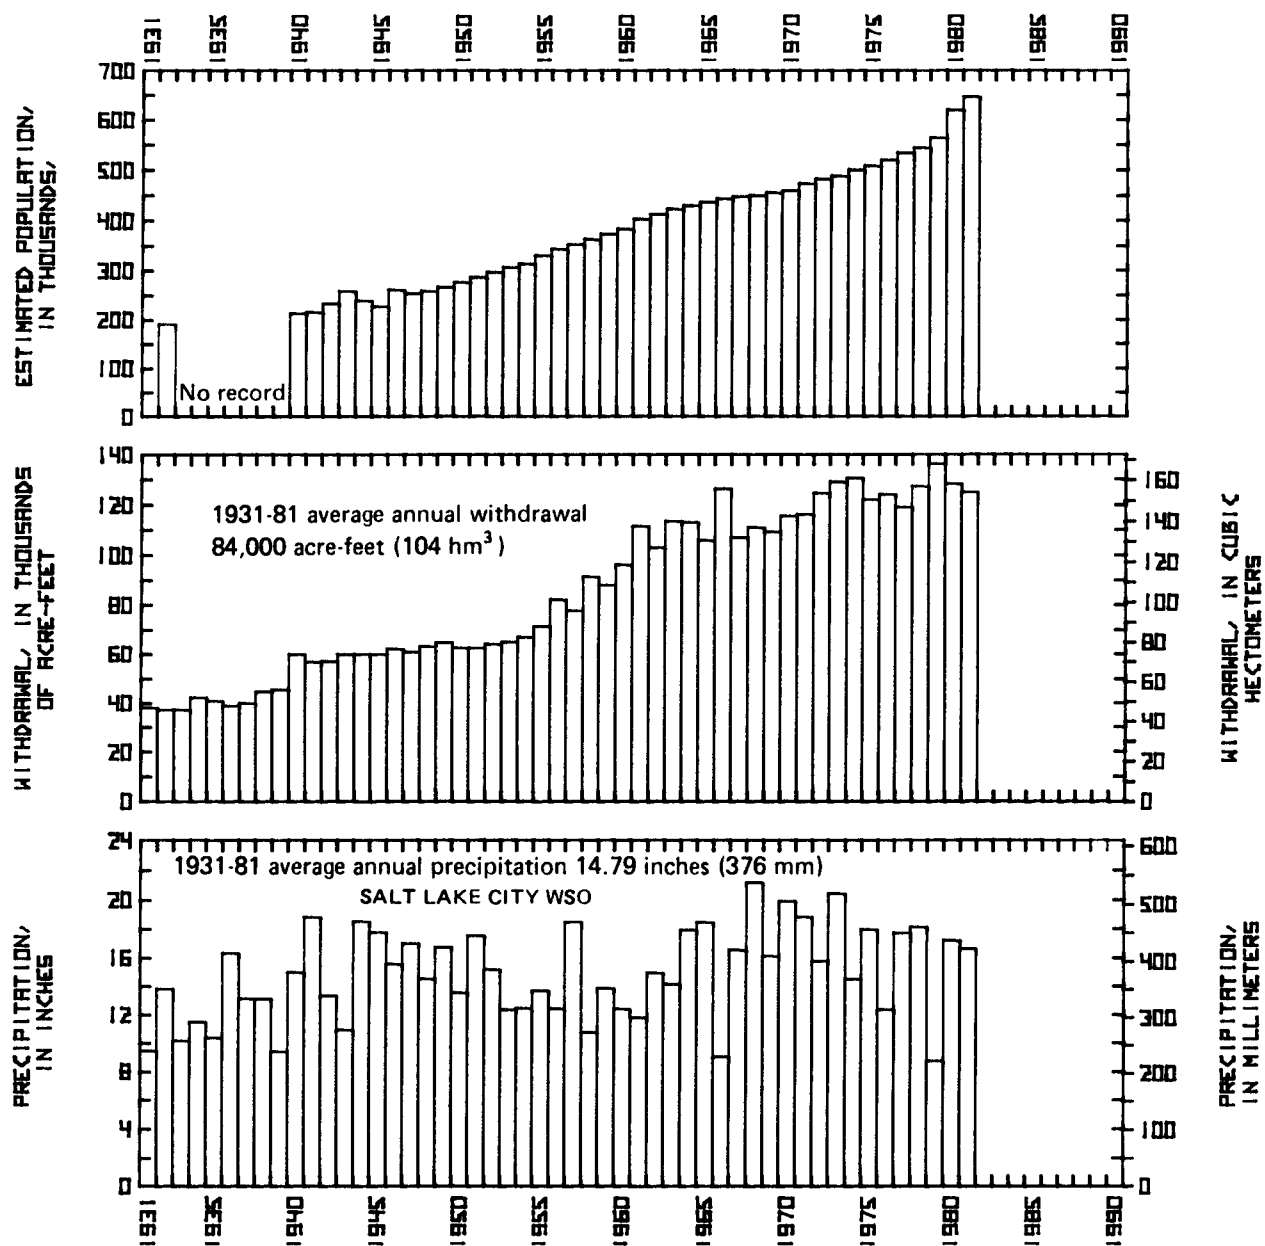 1931 1935 1940 1945 1950 1955 1960 1965 1970 1975 1980 1985 1990
700
600
500
400
300
200
100
0
ESTIMATED POPULATION,
IN THOUSANDS,
No record
140
120
100
80
60
40
20
0
WITHDRAWAL, IN THOUSANDS
OF ACRE-FEET
1931-81 average annual withdrawal
84,000 acre-feet (104 hm³)
160
140
120
100
80
60
40
20
0
WITHDRAWAL, IN CUBIC
HECTOMETERS
24
20
16
12
8
4
0
PRECIPITATION,
IN INCHES
1931-81 average annual precipitation 14.79 inches (376 mm)
SALT LAKE CITY WSO
600
500
400
300
200
100
0
PRECIPITATION,
IN MILLIMETERS
1931 1935 1940 1945 1950 1955 1960 1965 1970 1975 1980 1985 1990